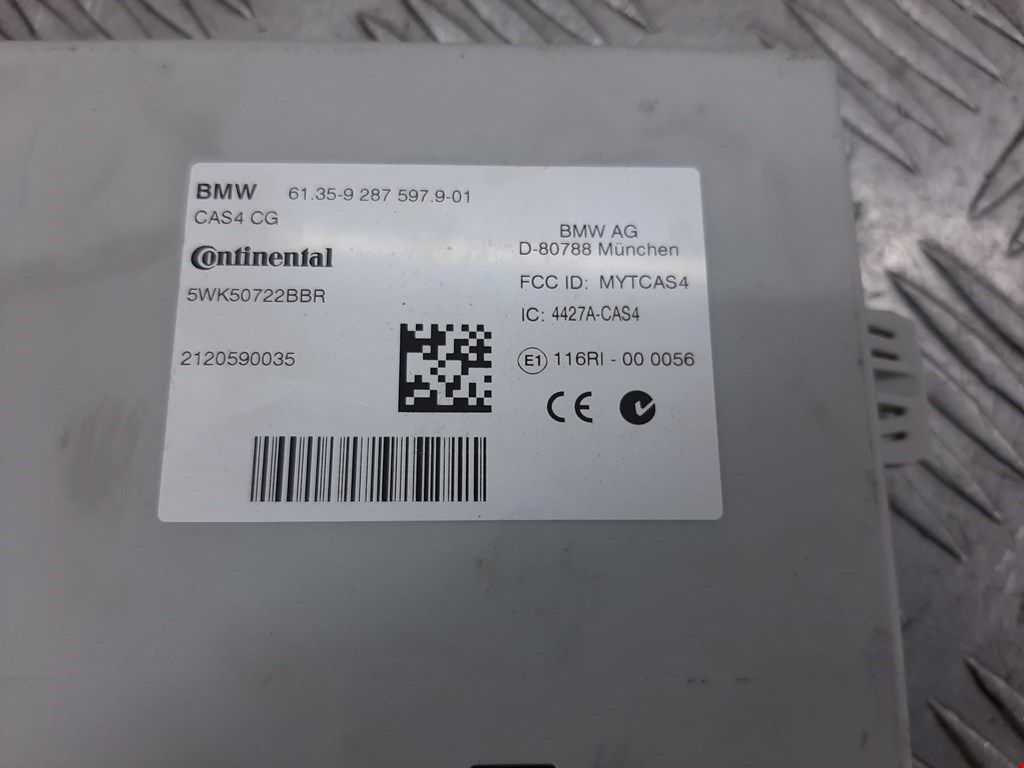 BMW 61.35-9 287 597.9-01
CAS4 CG
Continental
5WK50722BBR
2120590035
BMW AG
D-80788 München
FCC ID: MYTCAS4
IC: 4427A-CAS4
E1 116RI - 00 0056
CE